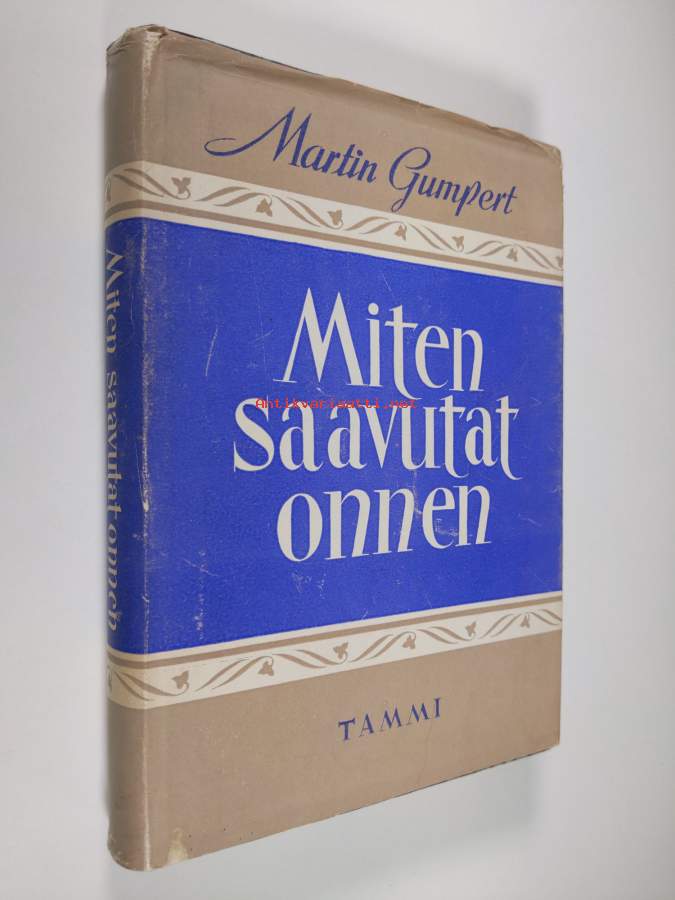 Martin Gumpert
Miten
saavutat
onnen
TAMMI
Miten saavutat onnen
Antikvariaatti.net